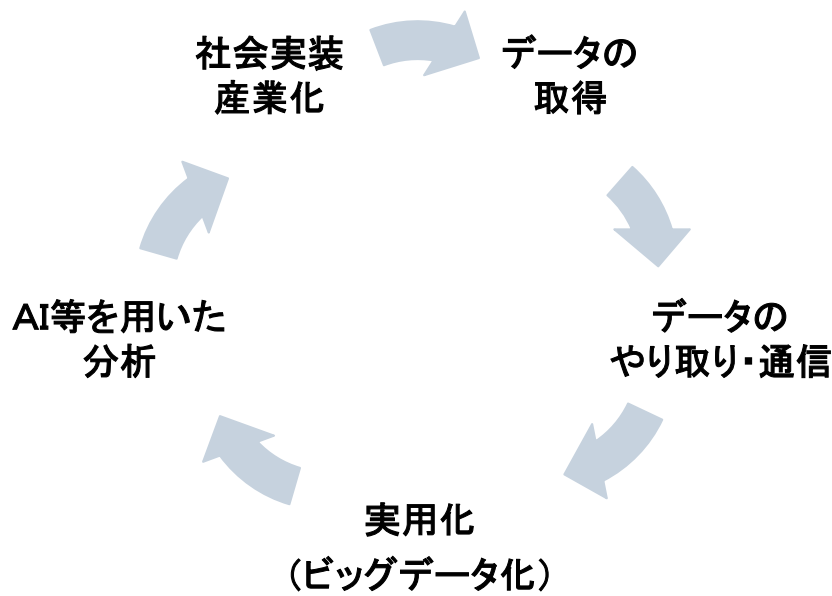 社会実装
産業化
データの
取得
データの
やり取り・通信
実用化
（ビッグデータ化）
AI等を用いた
分析